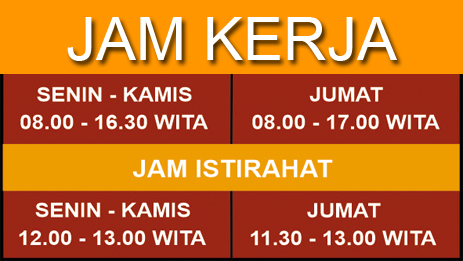 JAM KERJA
SENIN - KAMIS
08.00 - 16.30 WITA
JUMAT
08.00 - 17.00 WITA
JAM ISTIRAHAT
SENIN - KAMIS
12.00 - 13.00 WITA
JUMAT
11.30 - 13.00 WITA